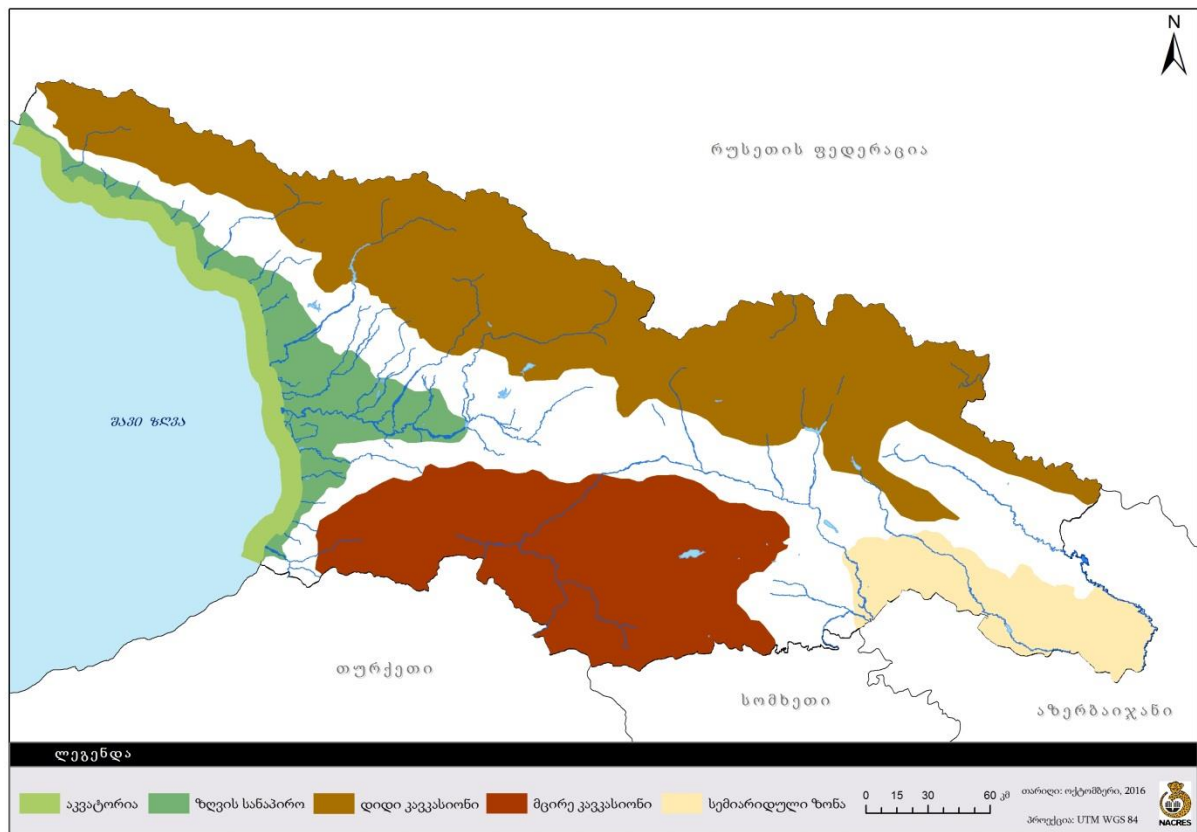 N
რუსეთის ფედერაცია
შავი ზღვა
თურქეთი
სომხეთი
აზერბაიჯანი
ლეგენდა
აკვატორია
ზღვის სანაპირო
დიდი კავკასიონი
მცირე კავკასიონი
სემიარიდული ზონა
0 15 30 60 კმ
თარიღი: ოქტომბერი, 2016
პროექცია: UTM WGS 84
NACRES